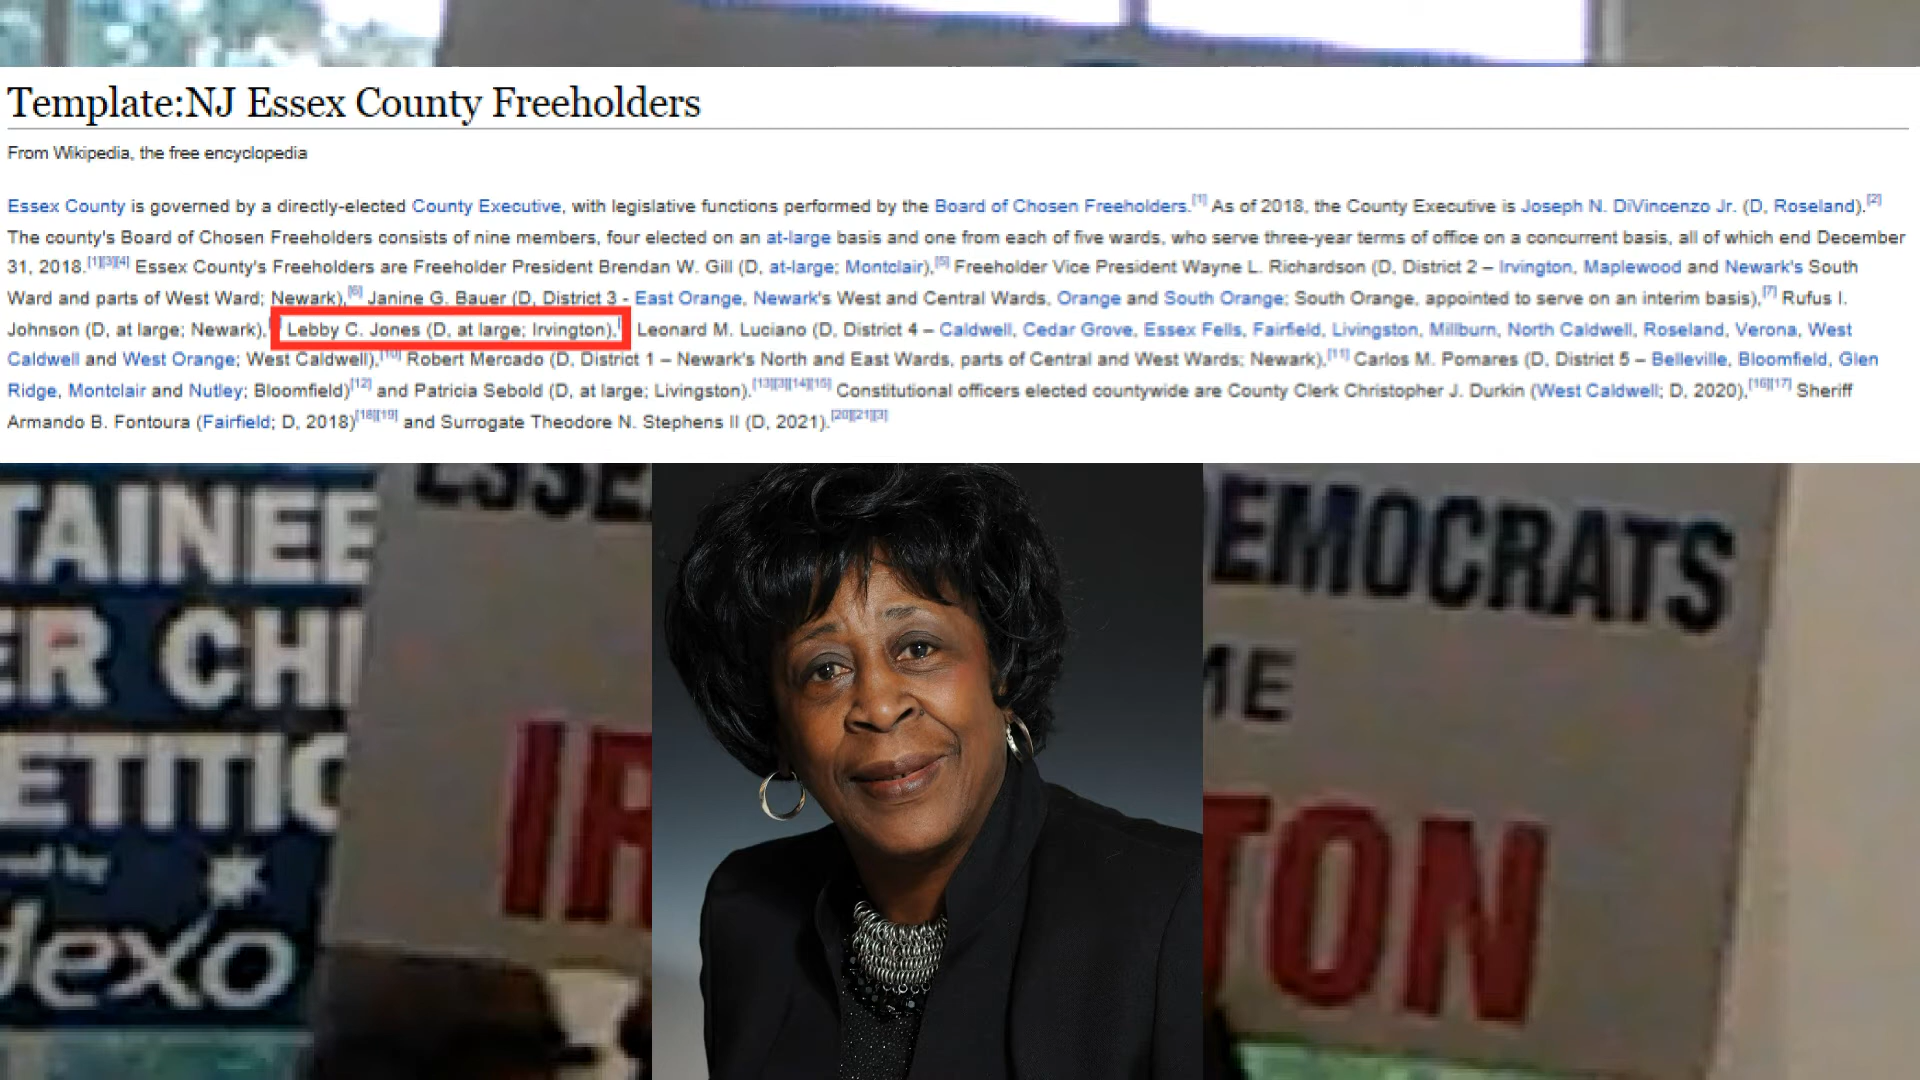 Template:NJ Essex County Freeholders
From Wikipedia, the free encyclopedia
Essex County is governed by a directly-elected County Executive, with legislative functions performed by the Board of Chosen Freeholders.[1] As of 2018, the County Executive is Joseph N. DiVincenzo Jr. (D, Roseland).[2]
The county's Board of Chosen Freeholders consists of nine members, four elected on an at-large basis and one from each of five wards, who serve three-year terms of office on a concurrent basis, all of which end December
31, 2018.[1][3][4] Essex County's Freeholders are Freeholder President Brendan W. Gill (D, at-large; Montclair),[5] Freeholder Vice President Wayne L. Richardson (D, District 2 – Irvington, Maplewood and Newark's South
Ward and parts of West Ward; Newark),[6] Janine G. Bauer (D, District 3 - East Orange, Newark's West and Central Wards, Orange and South Orange; South Orange, appointed to serve on an interim basis),[7] Rufus I.
Johnson (D, at large; Newark), Lebby C. Jones (D, at large; Irvington),[ Leonard M. Luciano (D, District 4 – Caldwell, Cedar Grove, Essex Fells, Fairfield, Livingston, Millburn, North Caldwell, Roseland, Verona, West
Caldwell and West Orange; West Caldwell),[10] Robert Mercado (D, District 1 – Newark's North and East Wards, parts of Central and West Wards; Newark),[11] Carlos M. Pomares (D, District 5 – Belleville, Bloomfield, Glen
Ridge, Montclair and Nutley; Bloomfield)[12] and Patricia Sebold (D, at large; Livingston).[13][3][14][15] Constitutional officers elected countywide are County Clerk Christopher J. Durkin (West Caldwell; D, 2020),[16][17] Sheriff
Armando B. Fontoura (Fairfield; D, 2018)[18][19] and Surrogate Theodore N. Stephens II (D, 2021).[20][21][3]
TAINEE
ER CHI
ETITIO
dexo
ESSE
EMOCRATS
ME
IR
TON